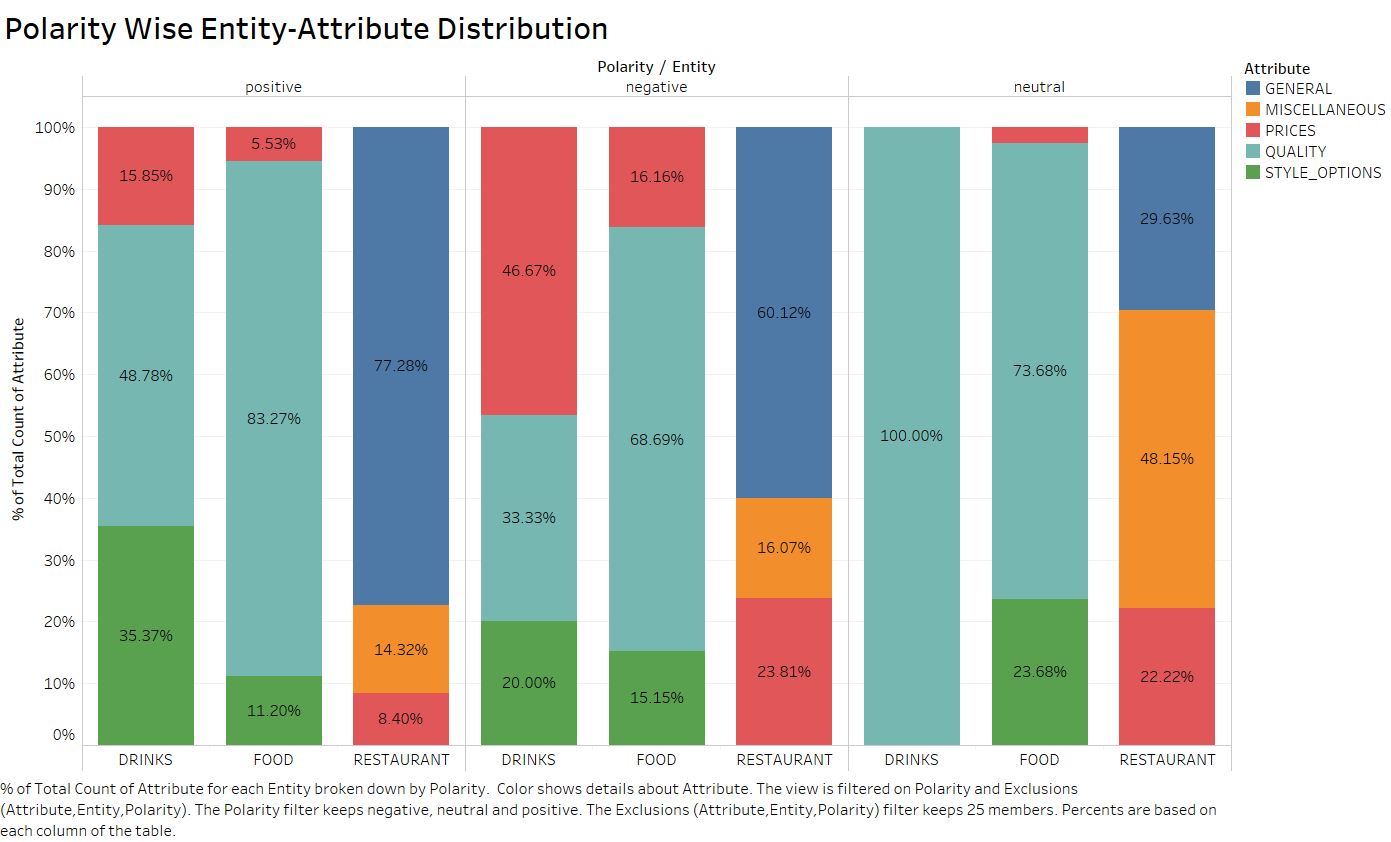 Polarity Wise Entity-Attribute Distribution
Polarity / Entity
positive negative neutral
Attribute
GENERAL
MISCELLANEOUS
PRICES
QUALITY
STYLE_OPTIONS
% of Total Count of Attribute
100%
90%
80%
70%
60%
50%
40%
30%
20%
10%
0%
15.85%
48.78%
35.37%
5.53%
83.27%
11.20%
77.28%
14.32%
8.40%
46.67%
33.33%
20.00%
16.16%
68.69%
15.15%
60.12%
16.07%
23.81%
100.00%
73.68%
23.68%
29.63%
48.15%
22.22%
DRINKS FOOD RESTAURANT DRINKS FOOD RESTAURANT DRINKS FOOD RESTAURANT
% of Total Count of Attribute for each Entity broken down by Polarity.  Color shows details about Attribute. The view is filtered on Polarity and Exclusions
(Attribute,Entity,Polarity). The Polarity filter keeps negative, neutral and positive. The Exclusions (Attribute,Entity,Polarity) filter keeps 25 members. Percents are based on
each column of the table.